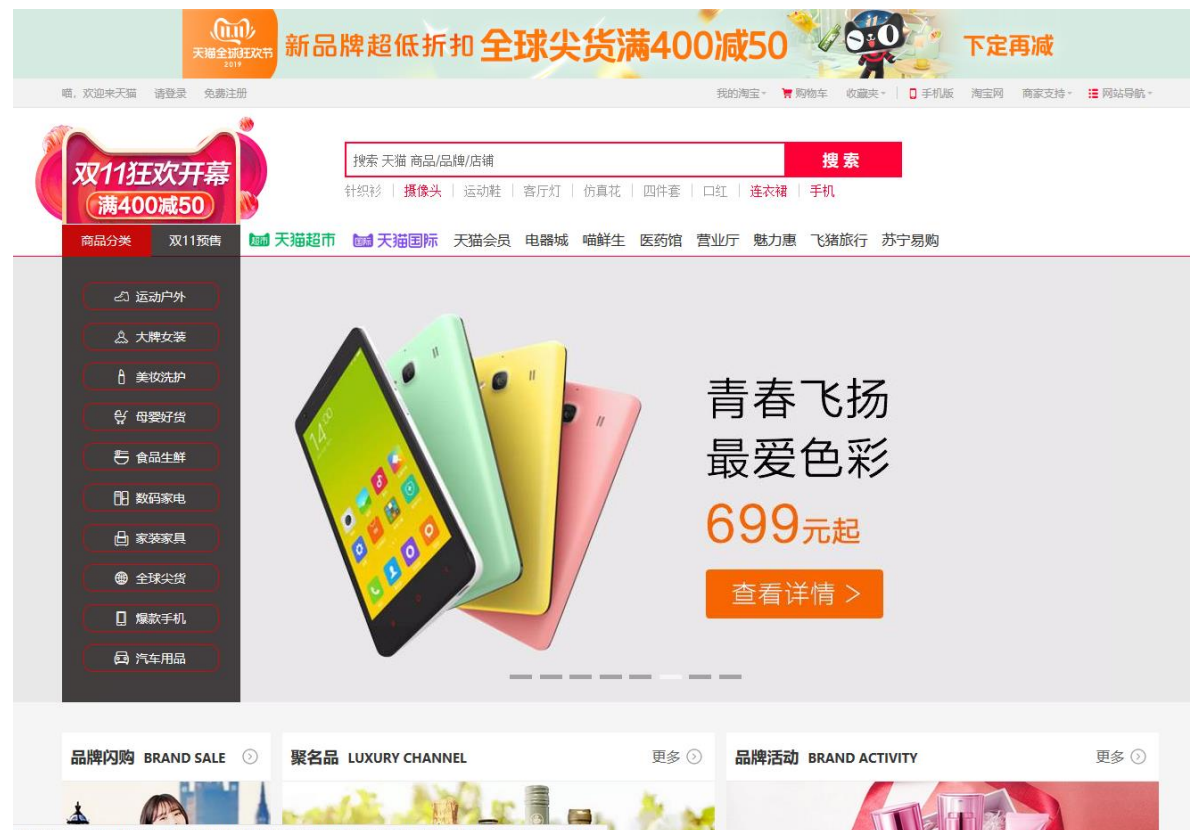 11.11
天猫全球狂欢节
2019
新品牌超低折扣 全球尖货满400减50 下定再减
喵，欢迎来天猫 请登录 免费注册 我的淘宝 购物车 收藏夹 手机版 淘宝网 商家支持 网站导航
双11狂欢开幕
满400减50
搜索 天猫 商品/品牌/店铺 搜索
针织衫 | 摄像头 | 运动鞋 | 客厅灯 | 仿真花 | 四件套 | 口红 | 连衣裙 | 手机
商品分类 双11预售 天猫超市 天猫国际 天猫会员 电器城 喵鲜生 医药馆 营业厅 魅力惠 飞猪旅行 苏宁易购
运动户外
大牌女装
美妆洗护
母婴好货
食品生鲜
数码家电
家装家具
全球尖货
爆款手机
汽车用品
14:00
青春飞扬
最爱色彩
699元起
查看详情 >
品牌闪购 BRAND SALE 聚名品 LUXURY CHANNEL 更多 品牌活动 BRAND ACTIVITY 更多